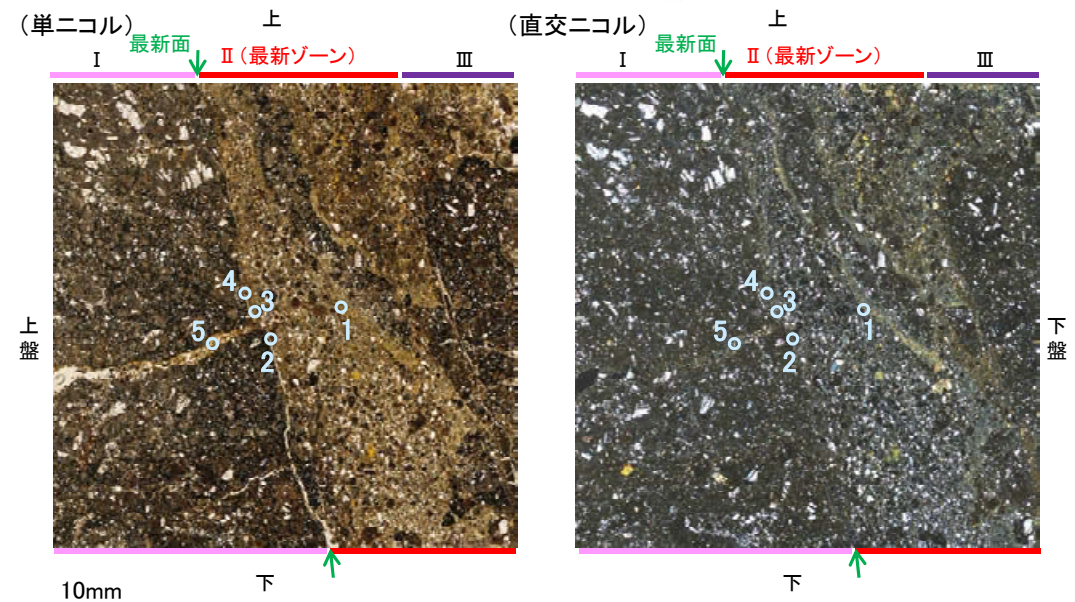 (単ニコル)
上
最新面
Ⅰ
Ⅱ(最新ゾーン)
Ⅲ
上盤
4
3
5
1
2
下
10mm
(直交ニコル)
上
最新面
Ⅰ
Ⅱ(最新ゾーン)
Ⅲ
4
3
5
1
2
下盤
下